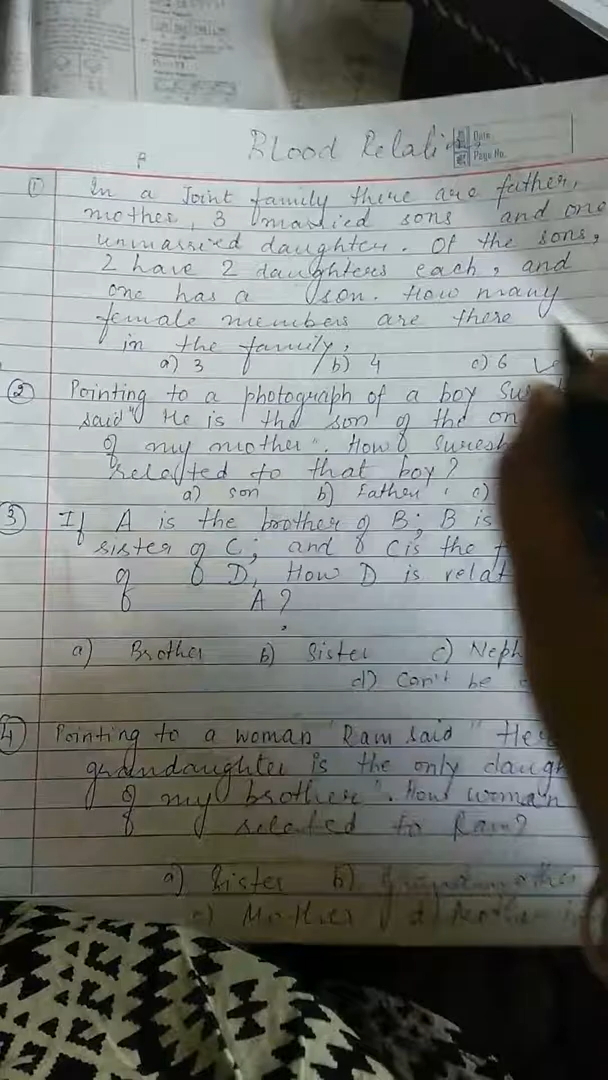 Blood Relati
Date
Page No.
① In a Joint family there are father,
mother, 3 married sons and one
unmarried daughter. Of the sons,
2 have 2 daughters each, and
one has a son. How many
female members are there
in the family,
a) 3 b) 4 c) 6
② Pointing to a photograph of a boy Sures
said " He is the son of the on
of my mother". How Suresh
related to that boy?
a) son b) Father c)
③ If A is the brother of B; B is
sister of C; and C is the f
of D, How D is relat
A?
a) Brother b) Sister c) Neph
d) Can't be
④ Pointing to a woman Ram said " Her
grandaughter is the only daugh
of my brother". How woman
related to Ram?
a) Sister b) grandmother
c) Mother d)